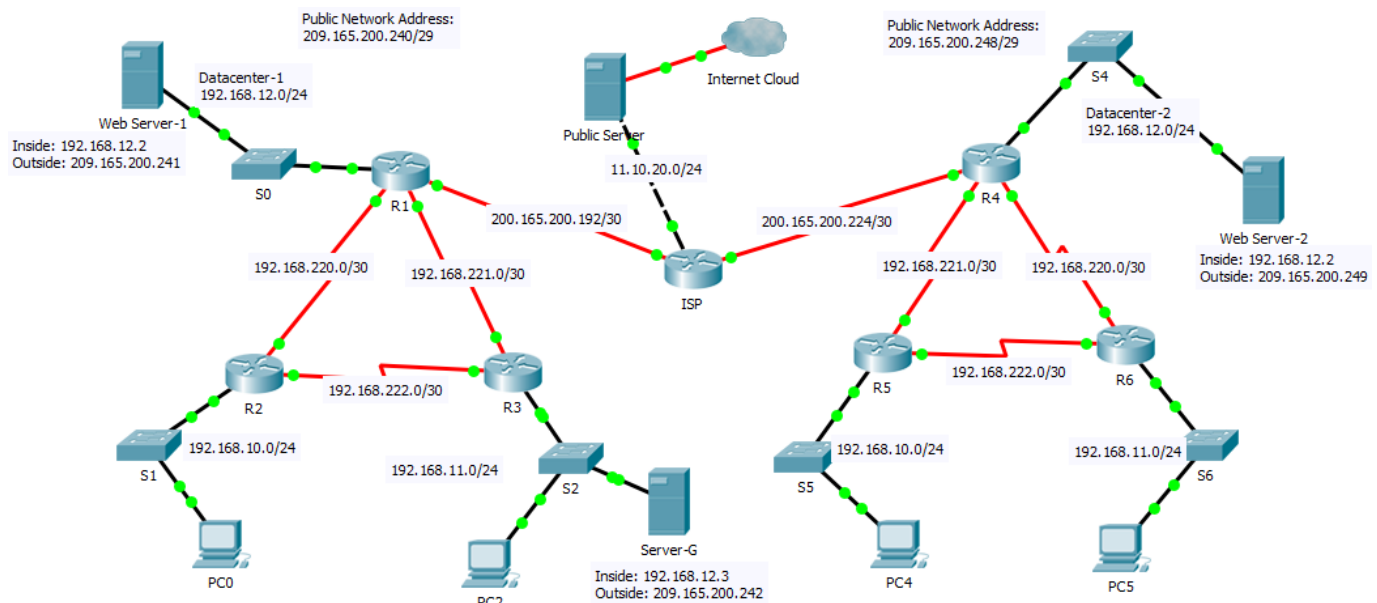 Public Network Address:
209.165.200.240/29
Public Network Address:
209.165.200.248/29
S4
Internet Cloud
Datacenter-1
192.168.12.0/24
Web Server-1
Inside: 192.168.12.2
Outside: 209.165.200.241
S0
R1
Public Server
11.10.20.0/24
Datacenter-2
192.168.12.0/24
R4
200.165.200.192/30
200.165.200.224/30
Web Server-2
Inside: 192.168.12.2
Outside: 209.165.200.249
192.168.220.0/30
192.168.221.0/30
ISP
192.168.221.0/30
192.168.220.0/30
R2
192.168.222.0/30
R3
R5
192.168.222.0/30
R6
S1
192.168.10.0/24
192.168.11.0/24
S2
S5
192.168.10.0/24
192.168.11.0/24
S6
PC0
PC2
Server-G
Inside: 192.168.12.3
Outside: 209.165.200.242
PC4
PC5